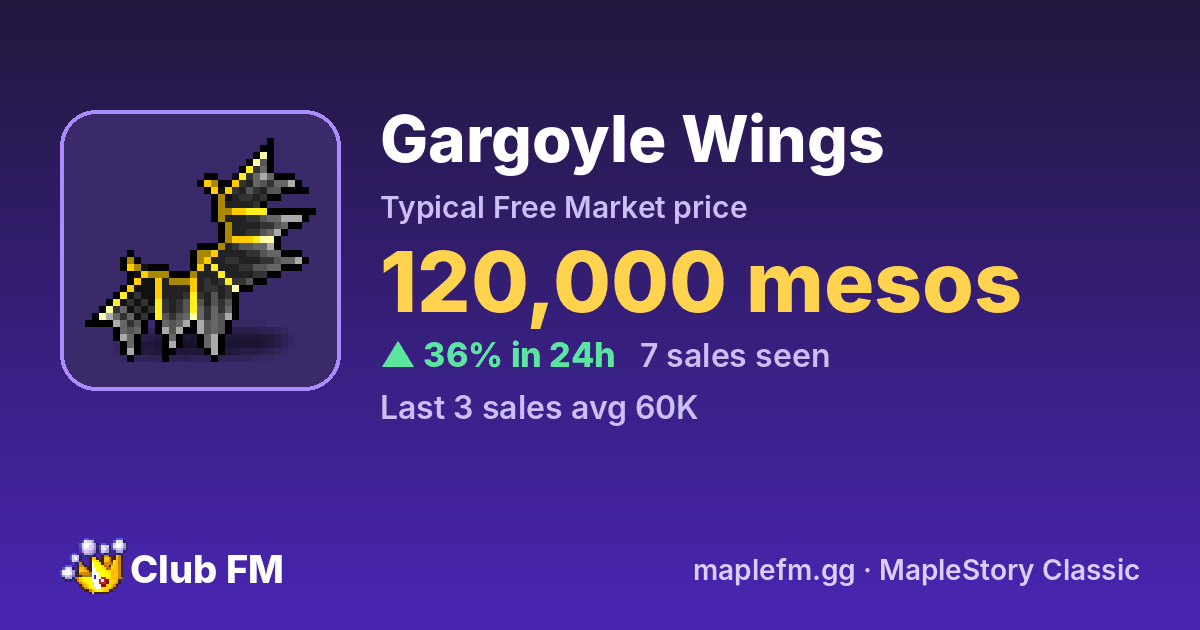 Gargoyle Wings
Typical Free Market price
120,000 mesos
▲ 36% in 24h 7 sales seen
Last 3 sales avg 60K
Club FM
maplefm.gg · MapleStory Classic